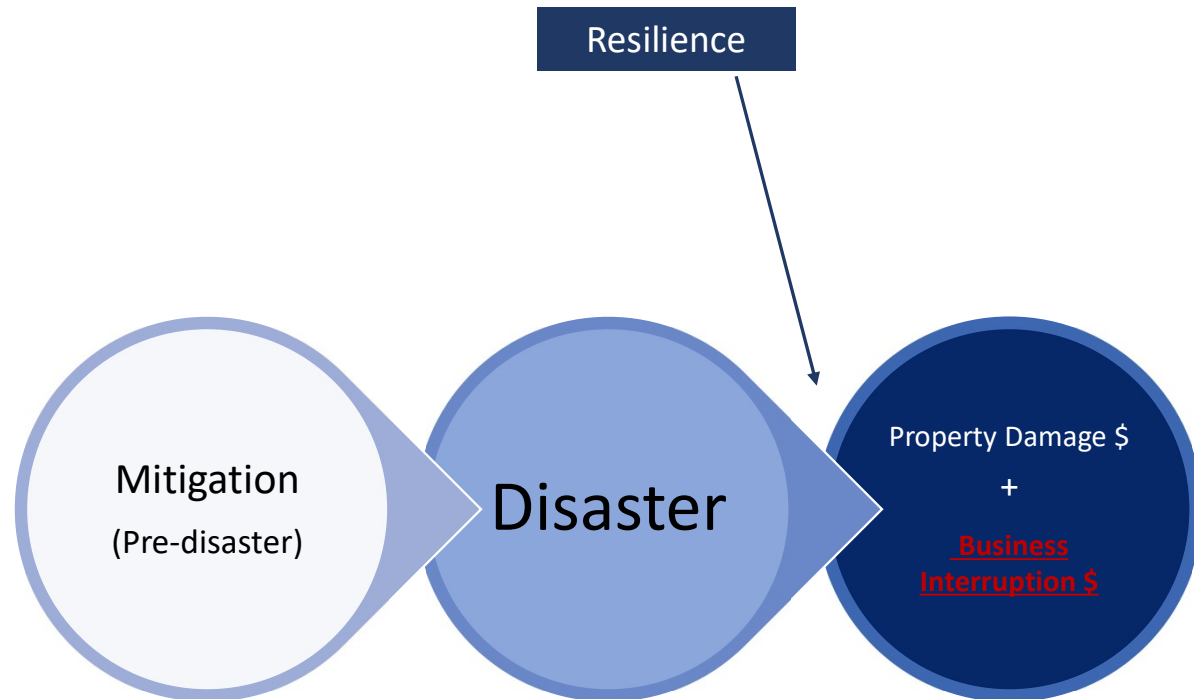 Resilience
Mitigation
(Pre-disaster)
Disaster
Property Damage $
+
Business
Interruption $